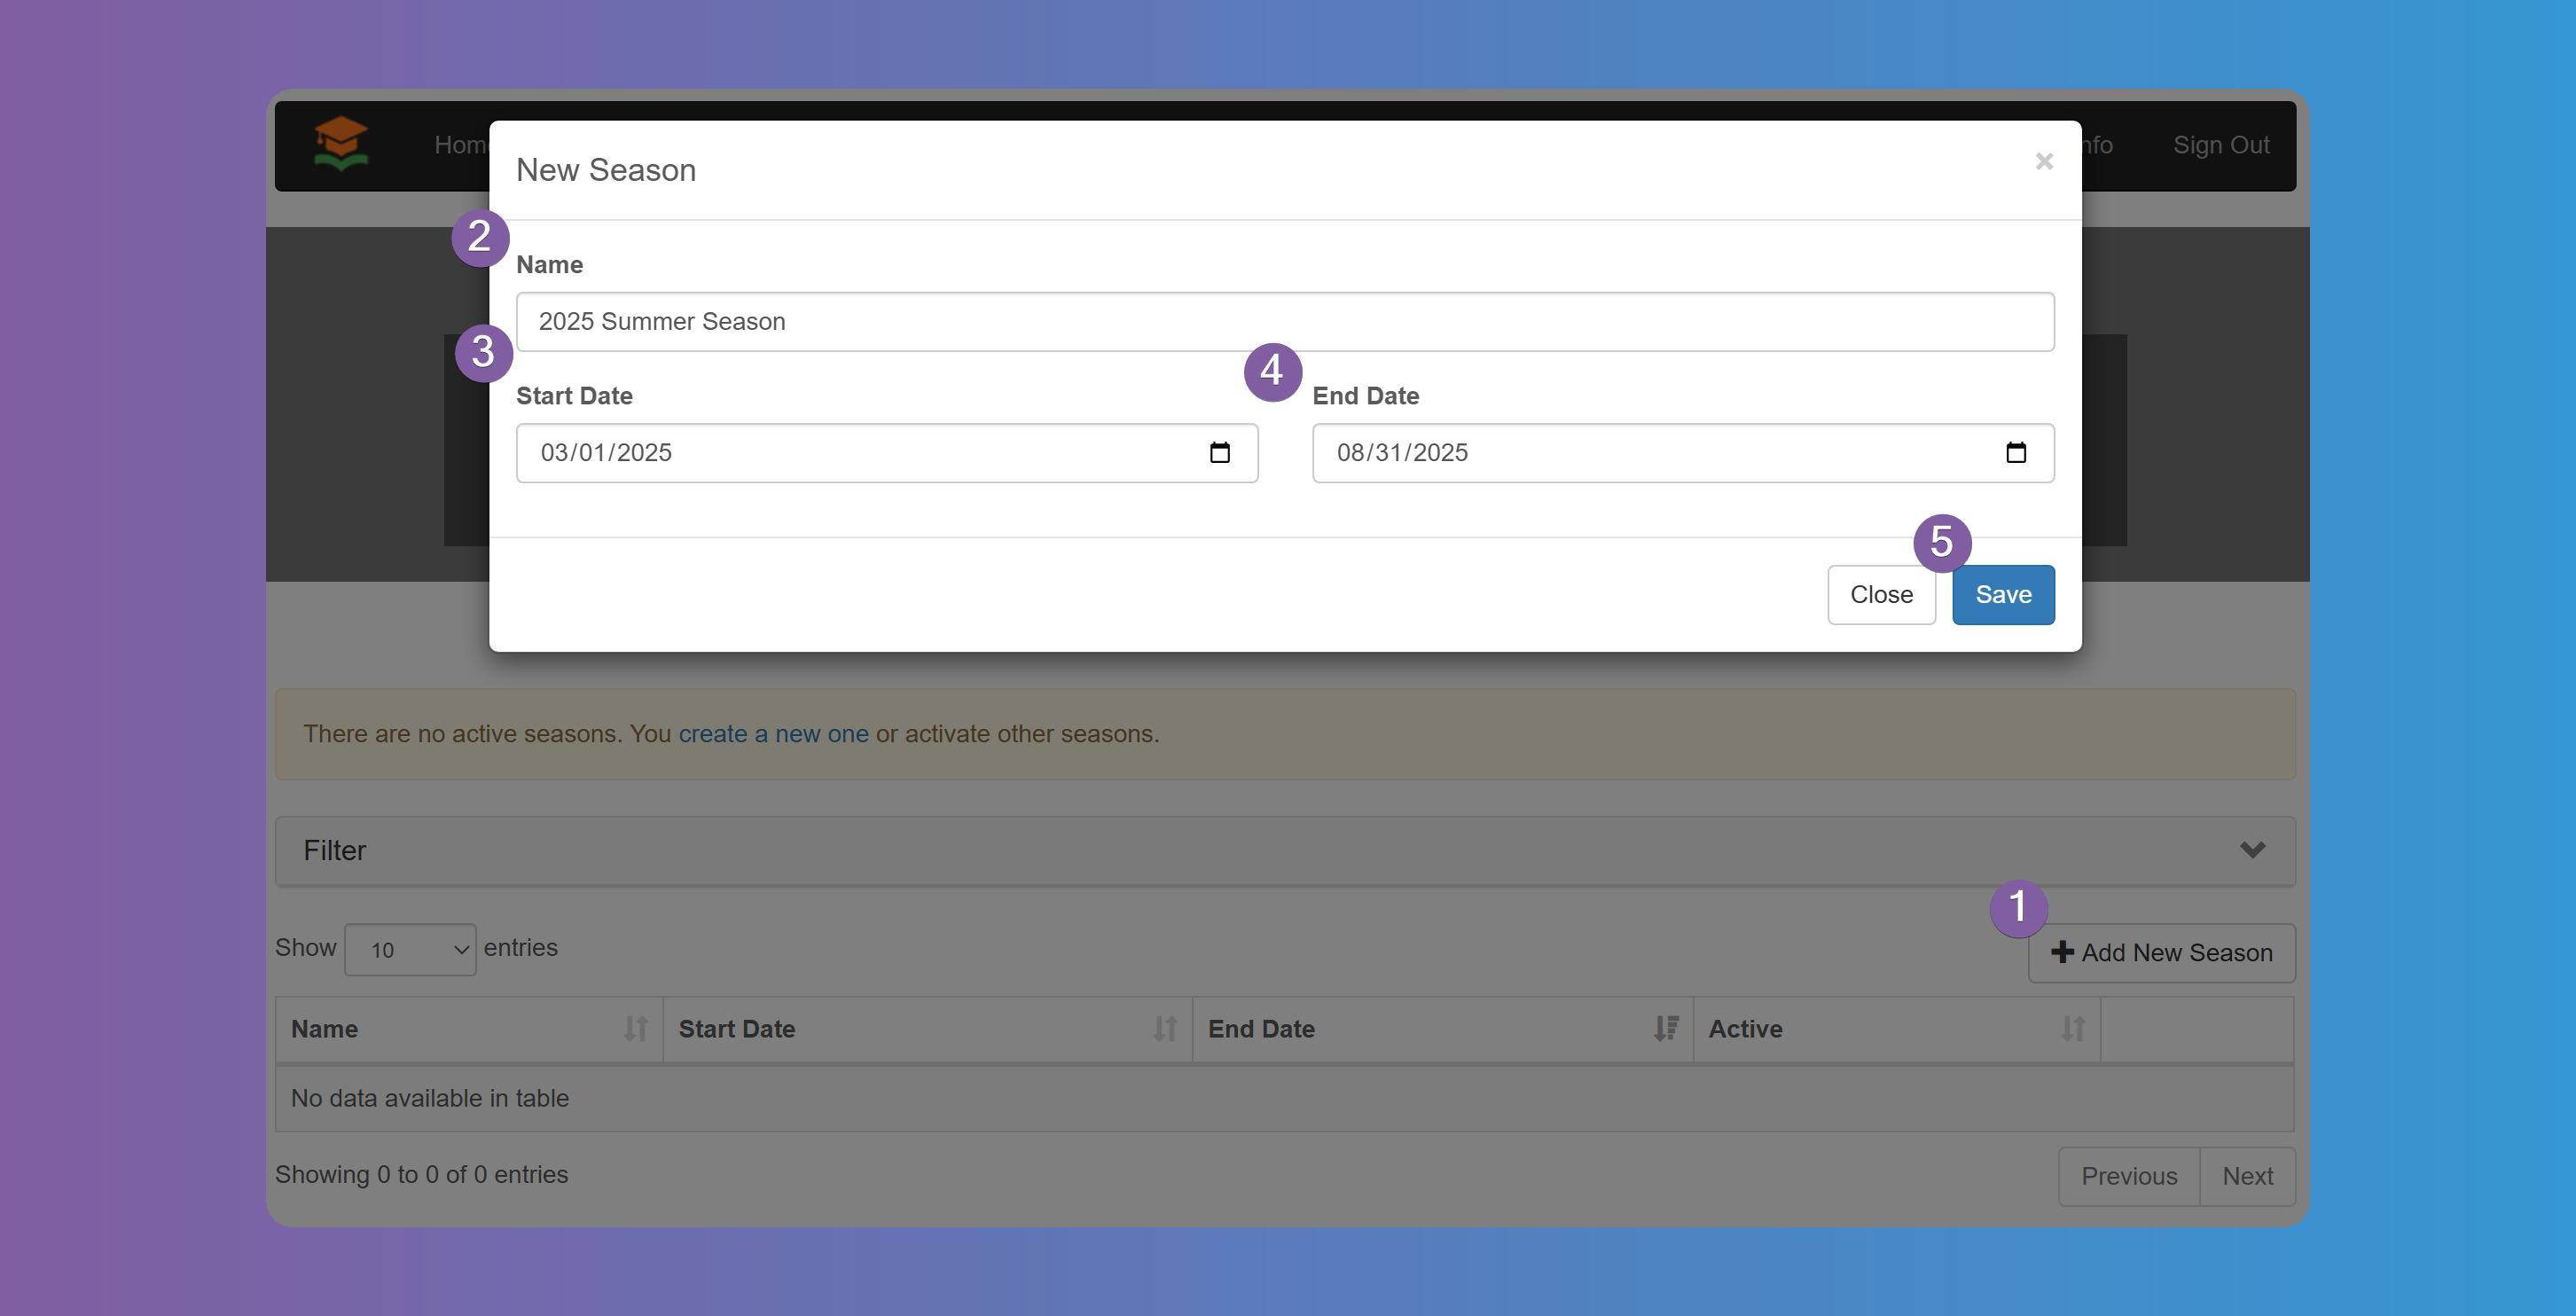 Sign Out
New Season
×
2
Name
2025 Summer Season
3
4
Start Date
End Date
03/01/2025
08/31/2025
5
Close
Save
There are no active seasons. You create a new one or activate other seasons.
Filter
1
Show 10 entries
Add New Season
Name
Start Date
End Date
Active
No data available in table
Showing 0 to 0 of 0 entries
Previous
Next